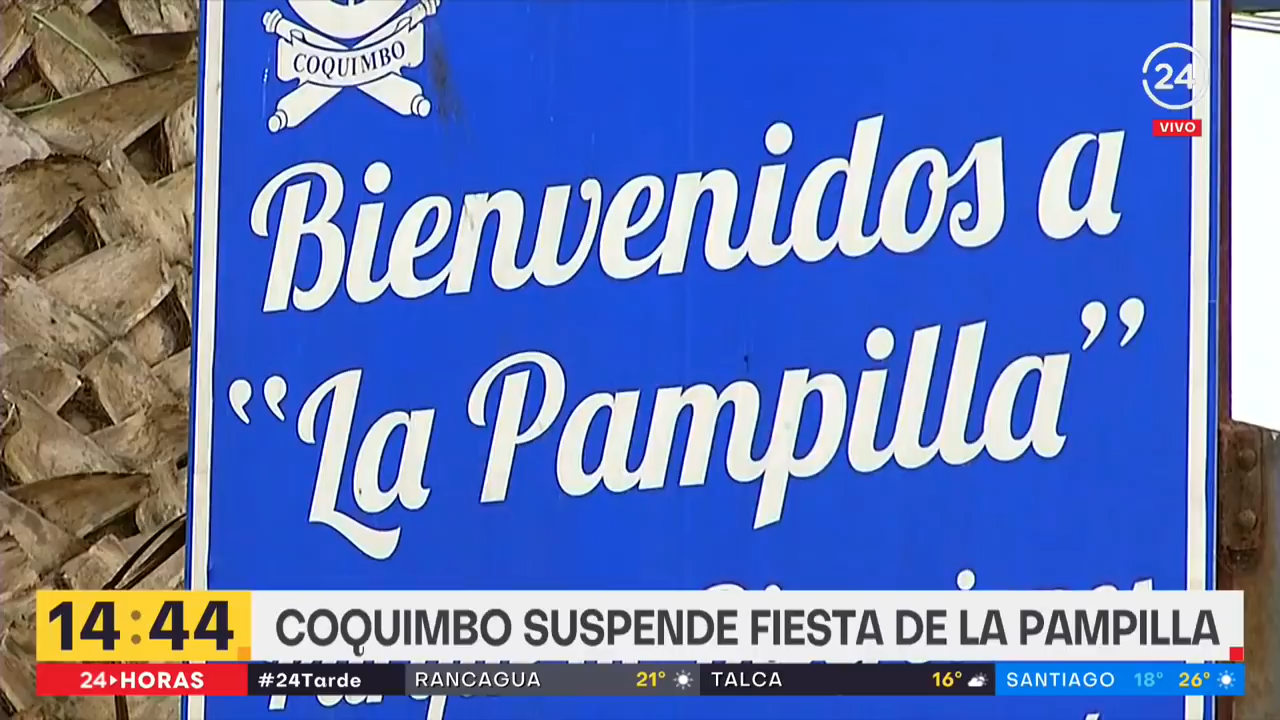 COQUIMBO
24
VIVO
Bienvenidos a
“La Pampilla”
14:44
COQUIMBO SUSPENDE FIESTA DE LA PAMPILLA
24 HORAS
#24Tarde
RANCAGUA 21°
TALCA 16°
SANTIAGO 18° 26°